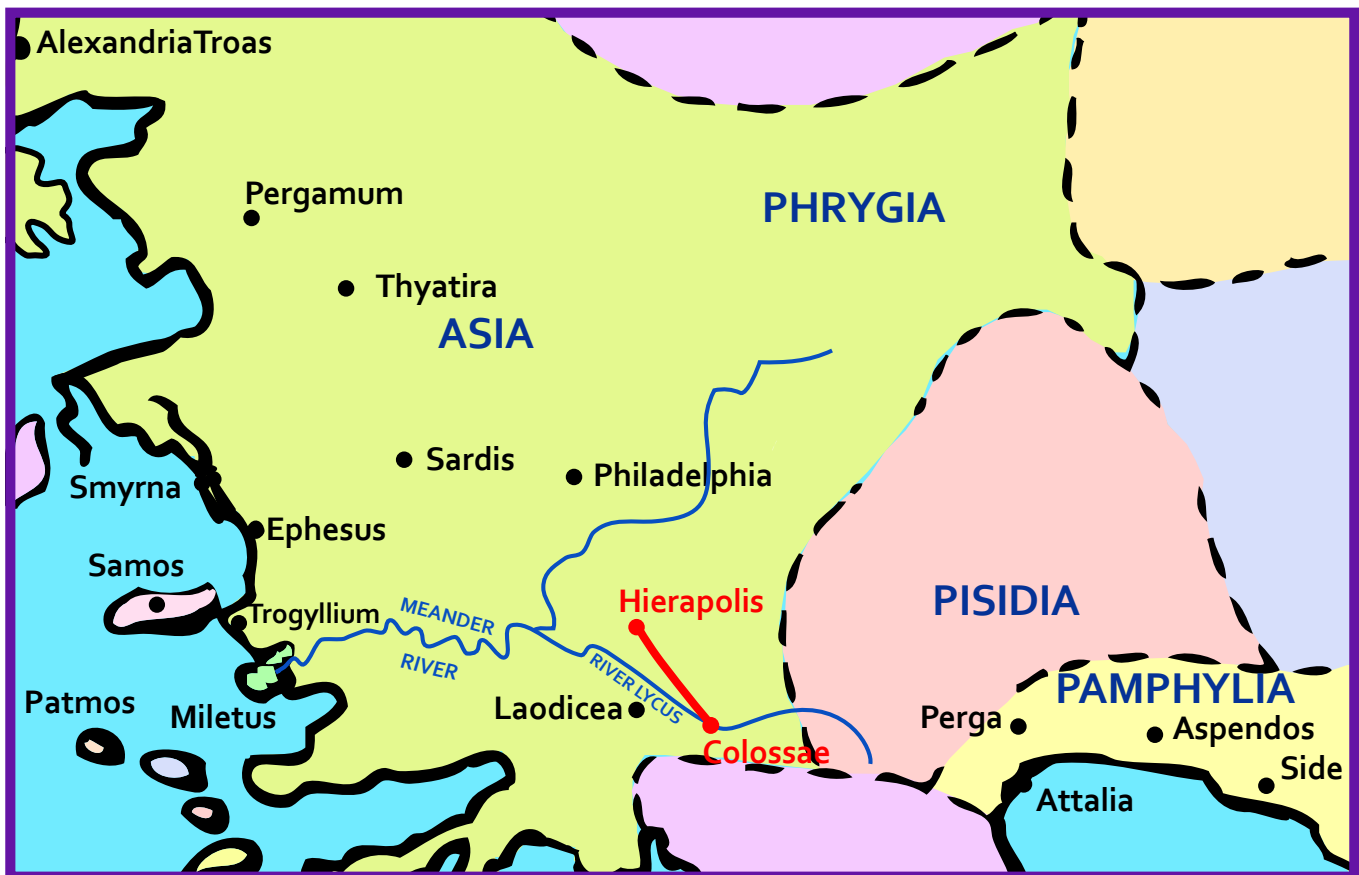 AlexandriaTroas
Pergamum
PHRYGIA
Thyatira
ASIA
Sardis
Philadelphia
Smyrna
Ephesus
Samos
Hierapolis
PISIDIA
Trogyllium
MEANDER
RIVER
RIVER LYCUS
PAMPHYLIA
Patmos
Miletus
Laodicea
Perga
Aspendos
Colossae
Side
Attalia